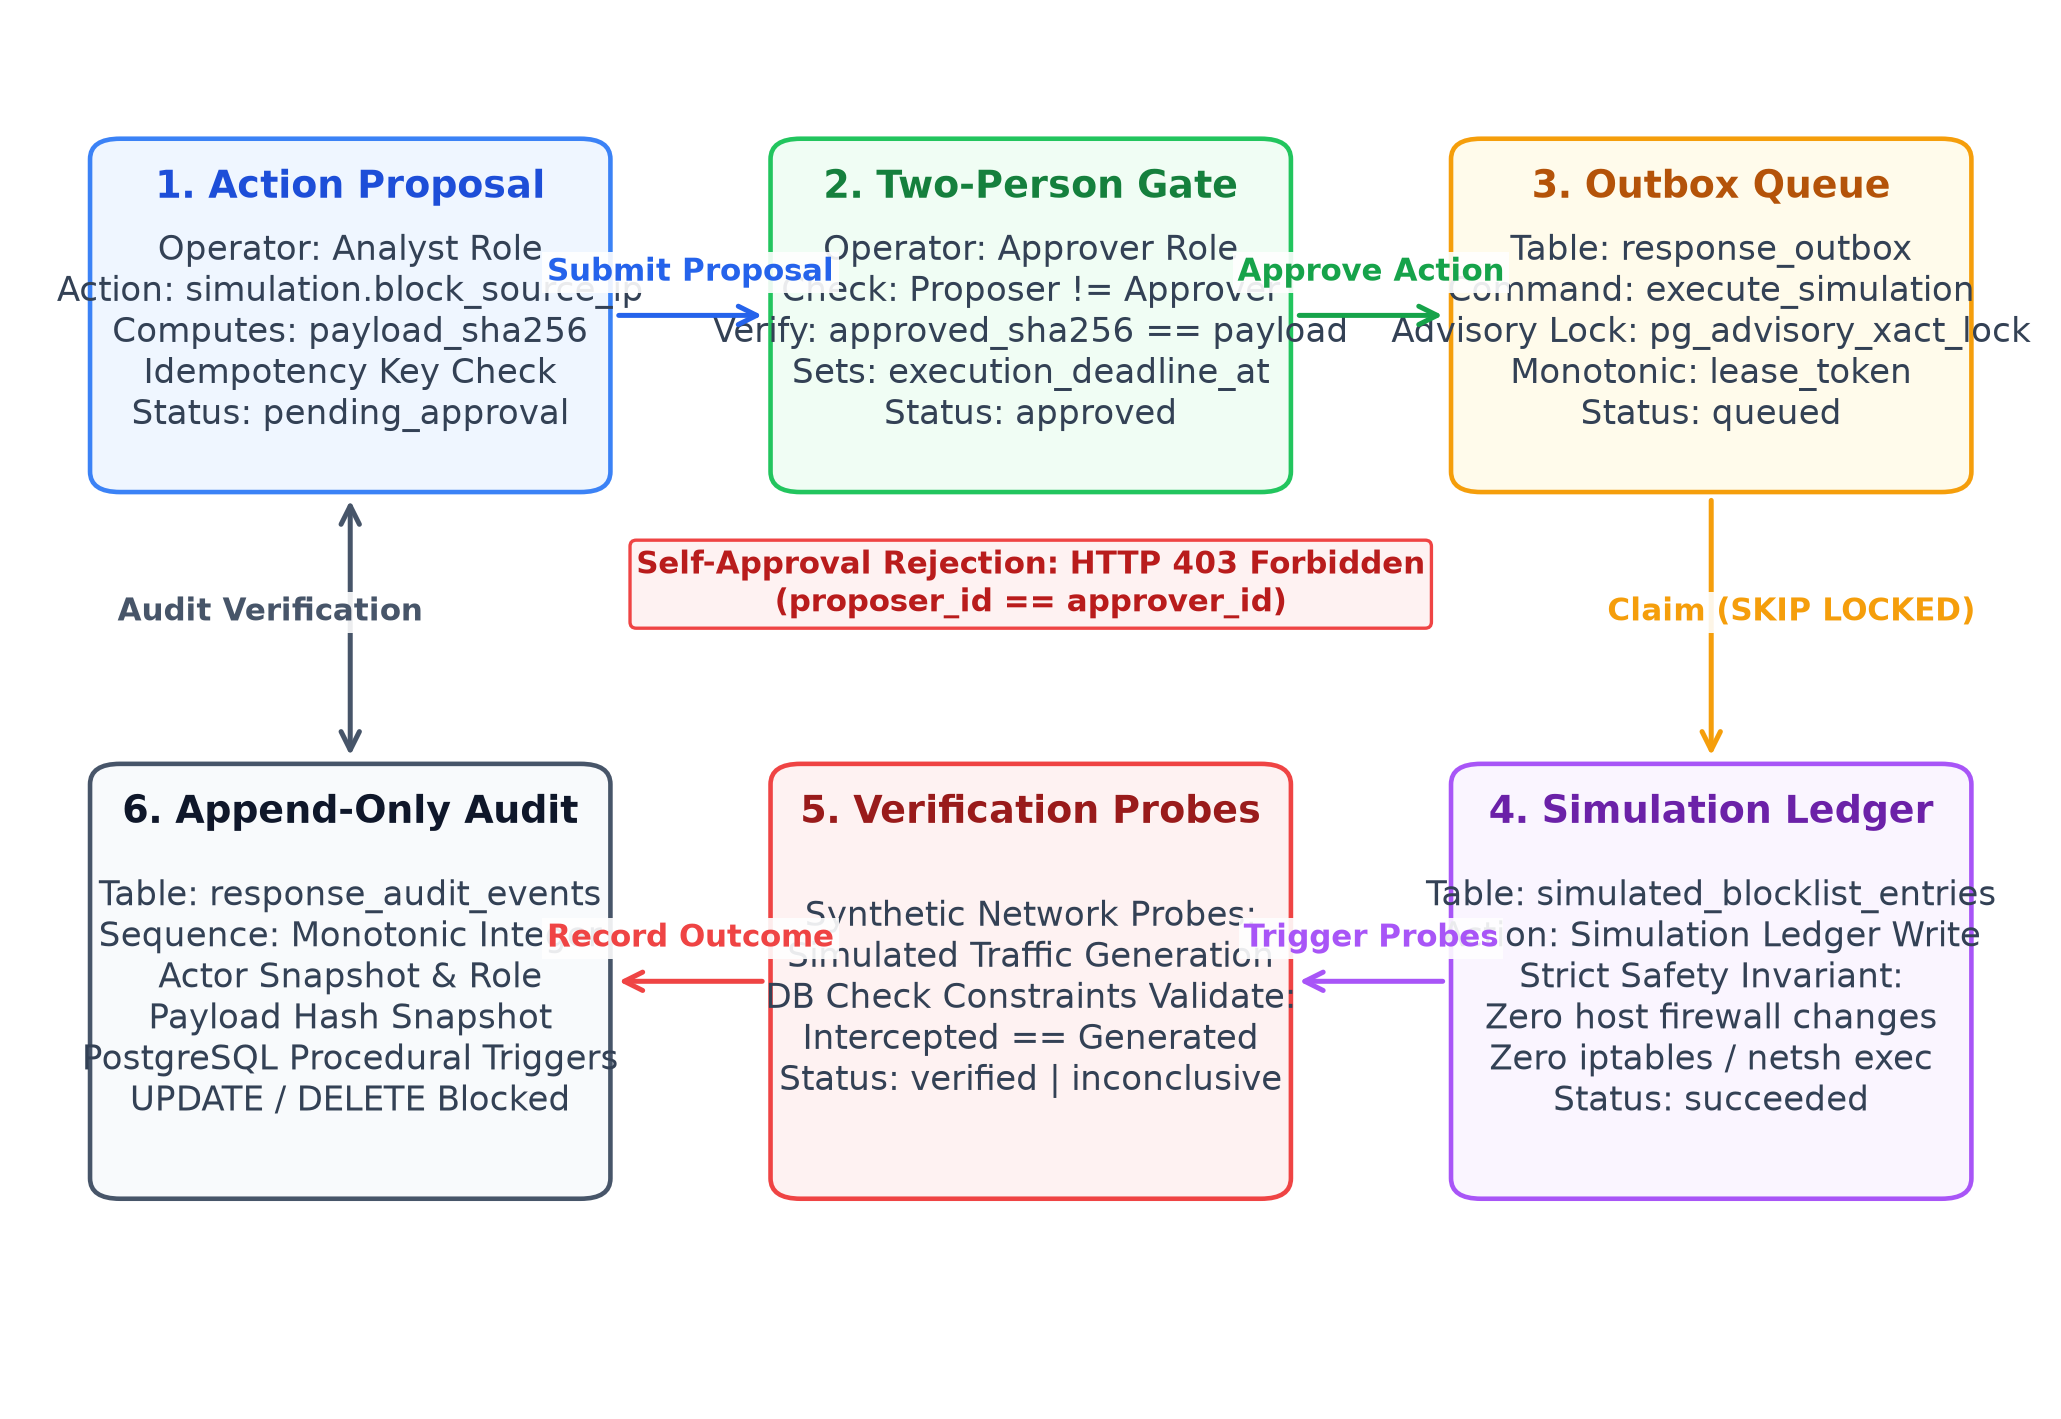 1. Action Proposal
Operator: Analyst Role
Action: simulation.block_source_ip
Computes: payload_sha256
Idempotency Key Check
Status: pending_approval
Submit Proposal
2. Two-Person Gate
Operator: Approver Role
Check: Proposer != Approver
Verify: approved_sha256 == payload
Sets: execution_deadline_at
Status: approved
Approve Action
3. Outbox Queue
Table: response_outbox
Command: execute_simulation
Advisory Lock: pg_advisory_xact_lock
Monotonic: lease_token
Status: queued
Self-Approval Rejection: HTTP 403 Forbidden
(proposer_id == approver_id)
Audit Verification
Claim (SKIP LOCKED)
6. Append-Only Audit
Table: response_audit_events
Sequence: Monotonic
Actor Snapshot & Role
Payload Hash Snapshot
PostgreSQL Procedural Triggers
UPDATE / DELETE Blocked
Record Outcome
5. Verification Probes
Synthetic Network Probes:
Simulated Traffic Generation
DB Check Constraints Validate:
Intercepted == Generated
Status: verified | inconclusive
Trigger Probes
4. Simulation Ledger
Table: simulated_blocklist_entries
Simulation Ledger Write
Strict Safety Invariant:
Zero host firewall changes
Zero iptables / netsh exec
Status: succeeded